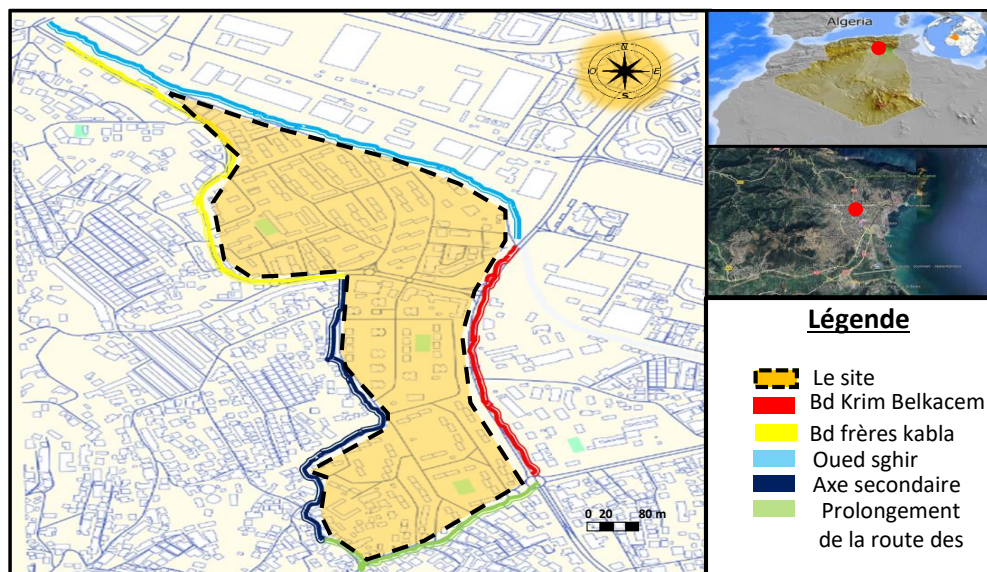 N
O
E
S
0 20 80 m
Algeria
Légende
Le site
Bd Krim Belkacem
Bd frères kabla
Oued sghir
Axe secondaire
Prolongement
de la route des